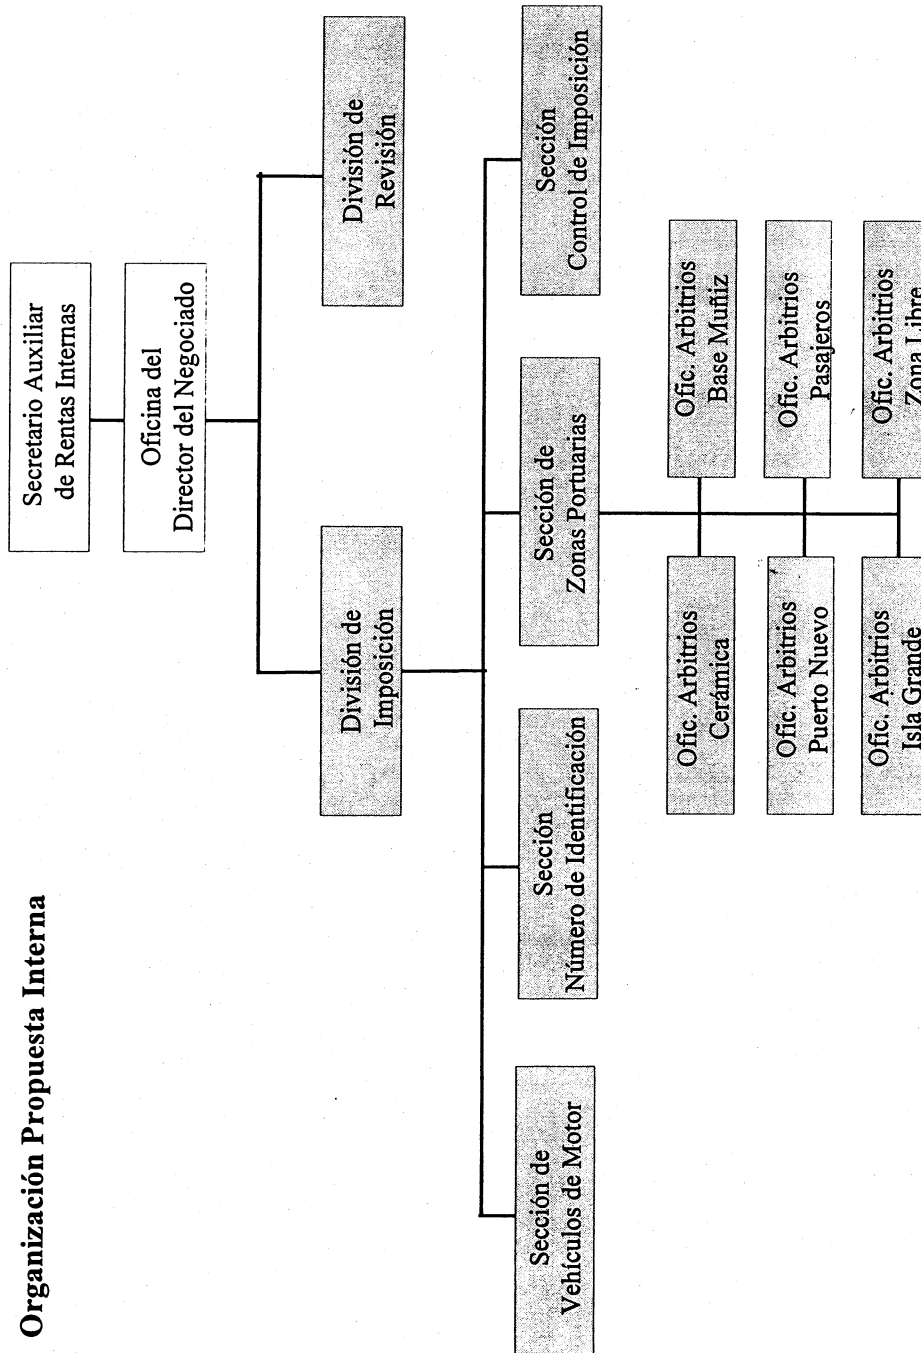 Organización Propuesta Interna
Secretario Auxiliar
de Rentas Internas
Oficina del
Director del Negociado
División de
Imposición
División de
Revisión
Sección de
Vehículos de Motor
Sección
Número de Identificación
Sección de
Zonas Portuarias
Sección
Control de Imposición
Ofic. Arbitrios
Cerámica
Ofic. Arbitrios
Base Muñiz
Ofic. Arbitrios
Puerto Nuevo
Ofic. Arbitrios
Pasajeros
Ofic. Arbitrios
Isla Grande
Ofic. Arbitrios
Zona Libre